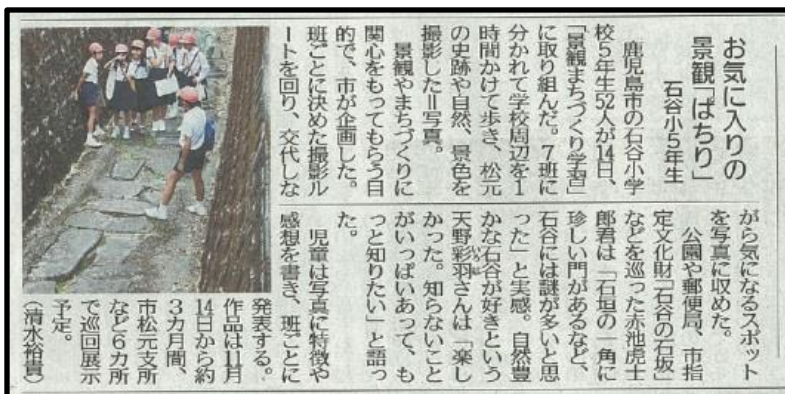 お気に入りの
景観「ぱちり」
石谷小5年生
鹿児島市の石谷小学
校5年生52人が14日、
「景観まちづくり学習」
に取り組んだ。7班に
分かれて学校周辺を1
時間かけて歩き、松元
の史跡や自然、景色を
撮影した＝写真。
景観やまちづくりに
関心をもってもらう目
的で、市が企画した。
班ごとに決めた撮影ル
ートを回り、交代しな
がら気になるスポット
を写真に収めた。
公園や郵便局、市指
定文化財「石谷の石坂」
などを巡った赤池虎士
郎君は「石垣の一角に
珍しい門があるなど、
石谷には謎が多いと思
った」と実感。自然豊
かな石谷が好きという
天野彩羽さんは「楽し
かった。知らないこと
がいっぱいあって、も
っと知りたい」と語っ
た。
児童は写真に特徴や
感想を書き、班ごとに
発表する。
作品は11月
14日から約
3カ月間、
市松元支所
など6カ所
で巡回展示
予定。
（清水裕貴）